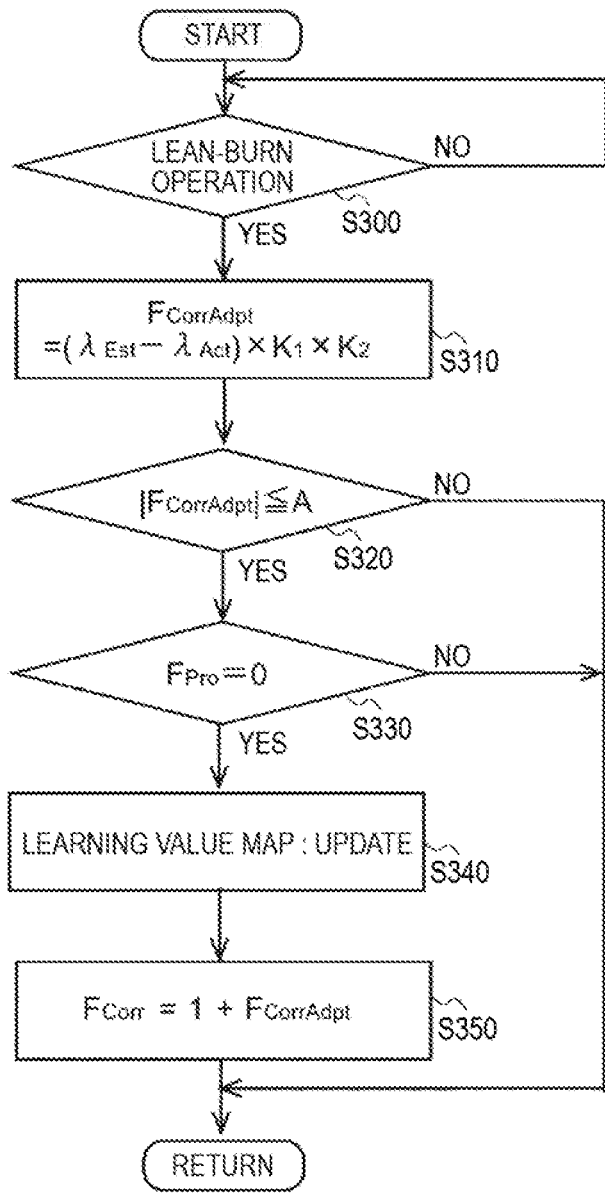 START
LEAN-BURN
OPERATION
NO
S300
YES
FCorrAdpt
=(λEst−λAct)×K1×K2
S310
|FCorrAdpt|≦A
NO
S320
YES
FPro=0
NO
S330
YES
LEARNING VALUE MAP : UPDATE
S340
FCorr = 1 + FCorrAdpt
S350
RETURN